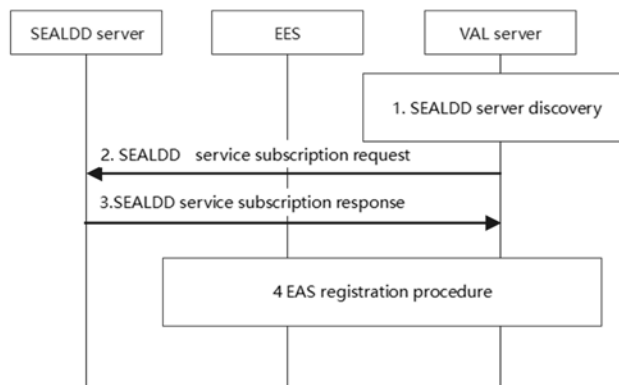 SEALDD server
EES
VAL server
1. SEALDD server discovery
2. SEALDD service subscription request
3.SEALDD service subscription response
4 EAS registration procedure